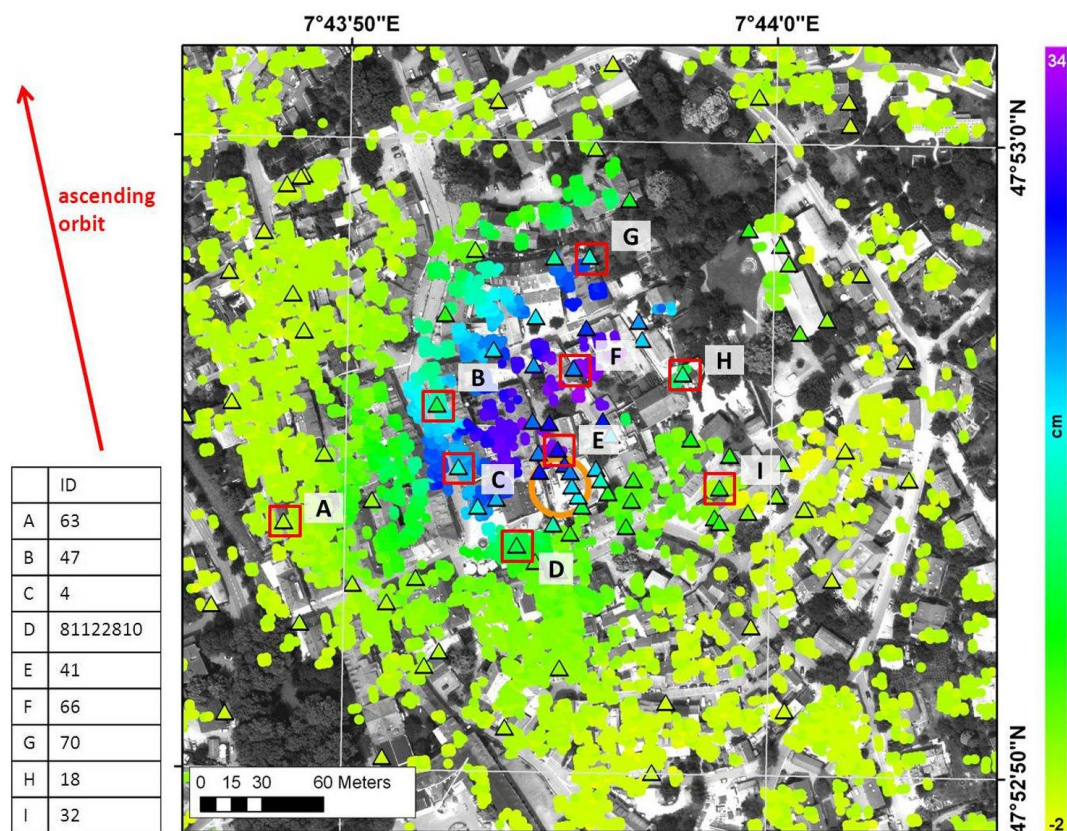 7°43'50"E
7°44'0"E
34
cm
-2
47°53'0"N
47°52'50"N
ascending
orbit
G
F
H
B
E
C
I
A
D
ID
A 63
B 47
C 4
D 81122810
E 41
F 66
G 70
H 18
I 32
0 15 30 60 Meters